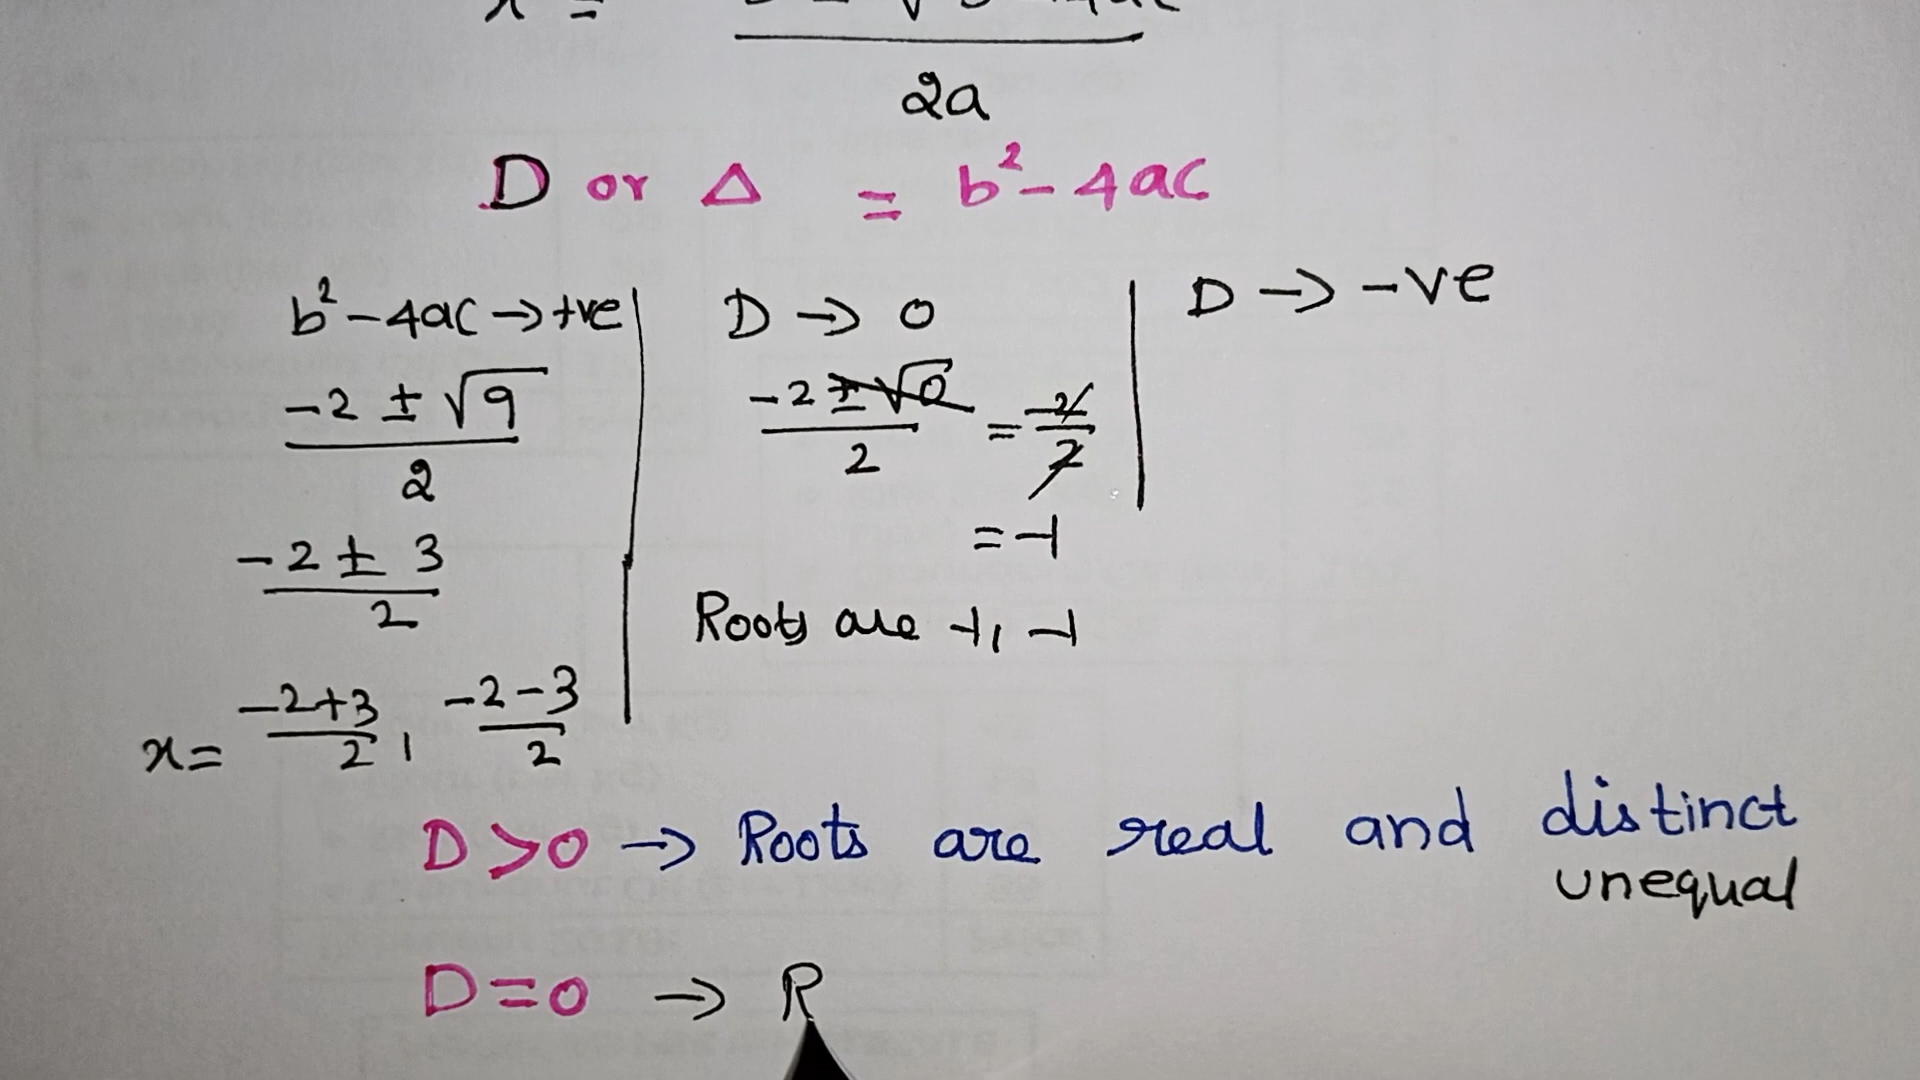 x =
2a
D or △ = b² - 4ac
b² - 4ac → +ve
-2 ± √9
2
-2 ± 3
2
x = -2+3/2, -2-3/2
D → 0
-2 ± √0/2 = -2/2
= -1
Roots are -1, -1
D → -ve
D > 0 → Roots are real and distinct
unequal
D = 0 → R